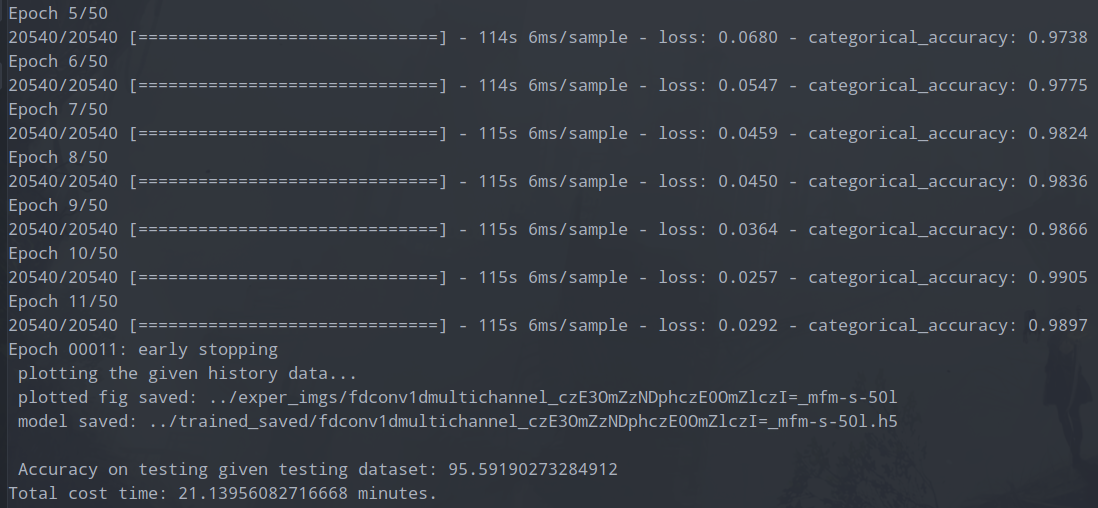 Epoch 5/50
20540/20540 [==============================] - 114s 6ms/sample - loss: 0.0680 - categorical_accuracy: 0.9738
Epoch 6/50
20540/20540 [==============================] - 114s 6ms/sample - loss: 0.0547 - categorical_accuracy: 0.9775
Epoch 7/50
20540/20540 [==============================] - 115s 6ms/sample - loss: 0.0459 - categorical_accuracy: 0.9824
Epoch 8/50
20540/20540 [==============================] - 115s 6ms/sample - loss: 0.0450 - categorical_accuracy: 0.9836
Epoch 9/50
20540/20540 [==============================] - 115s 6ms/sample - loss: 0.0364 - categorical_accuracy: 0.9866
Epoch 10/50
20540/20540 [==============================] - 115s 6ms/sample - loss: 0.0257 - categorical_accuracy: 0.9905
Epoch 11/50
20540/20540 [==============================] - 115s 6ms/sample - loss: 0.0292 - categorical_accuracy: 0.9897
Epoch 00011: early stopping
plotting the given history data...
plotted fig saved: ../exper_imgs/fdconv1dmultichannel_czE3OmZzNDphczE0OmZlczI=_mfm-s-50l
model saved: ../trained_saved/fdconv1dmultichannel_czE3OmZzNDphczE0OmZlczI=_mfm-s-50l.h5
Accuracy on testing given testing dataset: 95.59190273284912
Total cost time: 21.13956082716668 minutes.